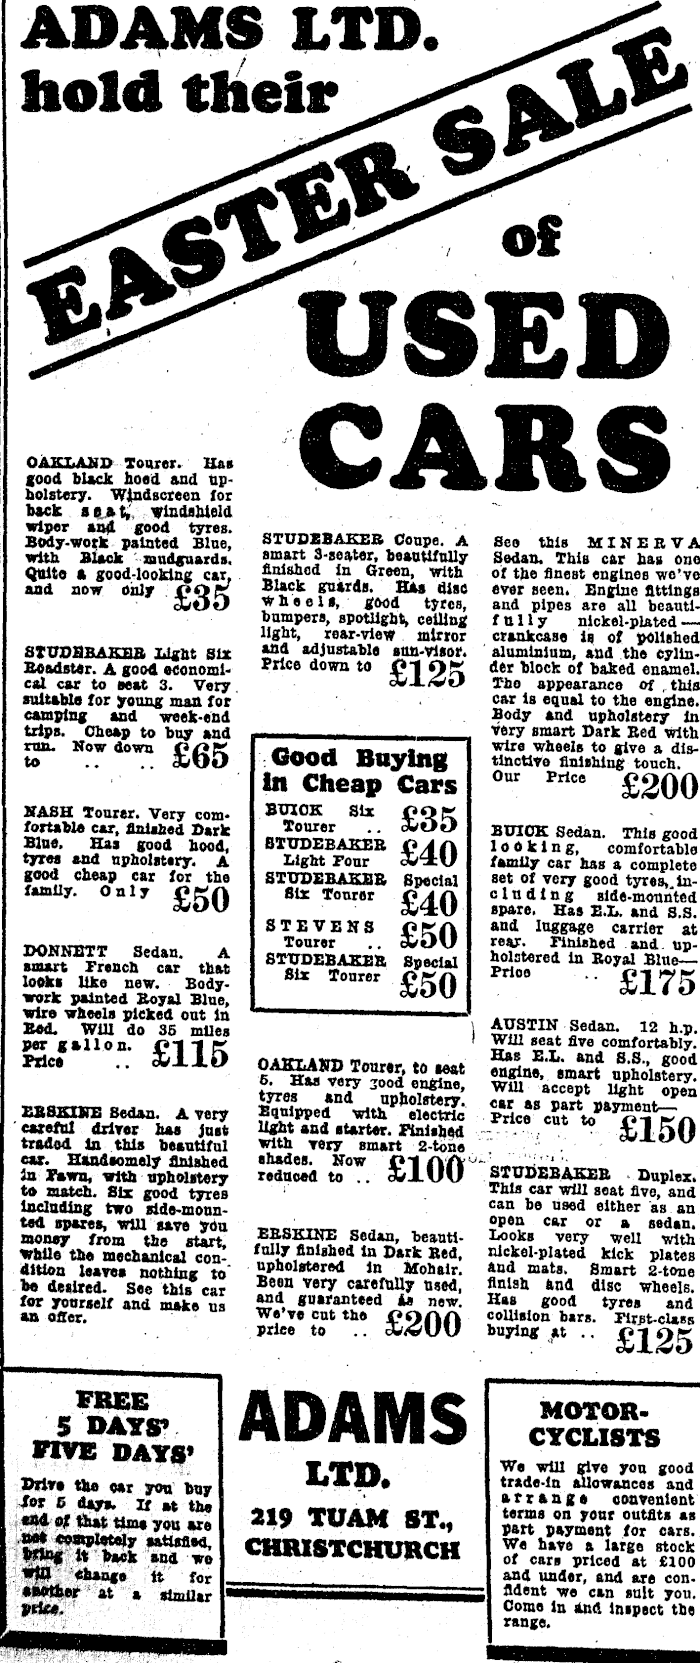 ADAMS LTD.
hold their
EASTER SALE
of
USED
CARS
OAKLAND Tourer. Has
good black hood and up-
holstery. Windscreen for
back seat, windshield
wiper and good tyres.
Body-work painted Blue,
with Black mudguards.
Quite a good-looking car,
and now only £35
STUDEBAKER Light Six
Roadster. A good economi-
cal car to seat 3. Very
suitable for young man for
camping and week-end
trips. Cheap to buy and
run. Now down
to .. .. £65
NASH Tourer. Very com-
fortable car, finished Dark
Blue. Has good hood,
tyres and upholstery. A
good cheap car for the
family. Only £50
DONNETT Sedan. A
smart French car that
looks like new. Body-
work painted Royal Blue,
wire wheels picked out in
Red. Will do 35 miles
per gallon.
Price .. £115
ERSKINE Sedan. A very
careful driver has just
traded in this beautiful
car. Handsomely finished
in Fawn, with upholstery
to match. Six good tyres
including two side-moun-
ted spares, will save you
money from the start,
while the mechanical con-
dition leaves nothing to
be desired. See this car
for yourself and make us
an offer.
STUDEBAKER Coupe. A
smart 3-seater, beautifully
finished in Green, with
Black guards. Has disc
wheels, good tyres,
bumpers, spotlight, ceiling
light, rear-view mirror
and adjustable sun-visor.
Price down to £125
Good Buying
in Cheap Cars
BUICK Six
Tourer .. £35
STUDEBAKER
Light Four £40
STUDEBAKER Special
Six Tourer £40
STEVENS
Tourer .. £50
STUDEBAKER Special
Six Tourer £50
OAKLAND Tourer, to seat
5. Has very good engine,
tyres and upholstery.
Equipped with electric
light and starter. Finished
with very smart 2-tone
shades. Now
reduced to .. £100
ERSKINE Sedan, beauti-
fully finished in Dark Red,
upholstered in Mohair.
Been very carefully used,
and guaranteed as new.
We've cut the
price to .. £200
See this MINERVA
Sedan. This car has one
of the finest engines we've
ever seen. Engine fittings
and pipes are all beauti-
fully nickel-plated—
crankcase is of polished
aluminium, and the cylin-
der block of baked enamel.
The appearance of this
car is equal to the engine.
Body and upholstery in
very smart Dark Red with
wire wheels to give a dis-
tinctive finishing touch.
Our Price £200
BUICK Sedan. This good
looking, comfortable
family car has a complete
set of very good tyres, in-
cluding side-mounted
spare. Has E.L. and S.S.
and luggage carrier at
rear. Finished and up-
holstered in Royal Blue—
Price .. £175
AUSTIN Sedan. 12 h.p.
Will seat five comfortably.
Has E.L. and S.S., good
engine, smart upholstery.
Will accept light open
car as part payment—
Price cut to £150
STUDEBAKER Duplex.
This car will seat five, and
can be used either as an
open car or a sedan.
Looks very well with
nickel-plated kick plates
and mats. Smart 2-tone
finish and disc wheels.
Has good tyres and
collision bars. First-class
buying at .. £125
FREE
5 DAYS'
FIVE DAYS'
Drive the car you buy
for 5 days. If at the
end of that time you are
not completely satisfied,
bring it back and we
will change it for
another at a similar
price.
ADAMS
LTD.
219 TUAM ST.,
CHRISTCHURCH
MOTOR-
CYCLISTS
We will give you good
trade-in allowances and
arrange convenient
terms on your outfits as
part payment for cars.
We have a large stock
of cars priced at £100
and under, and are con-
fident we can suit you.
Come in and inspect the
range.